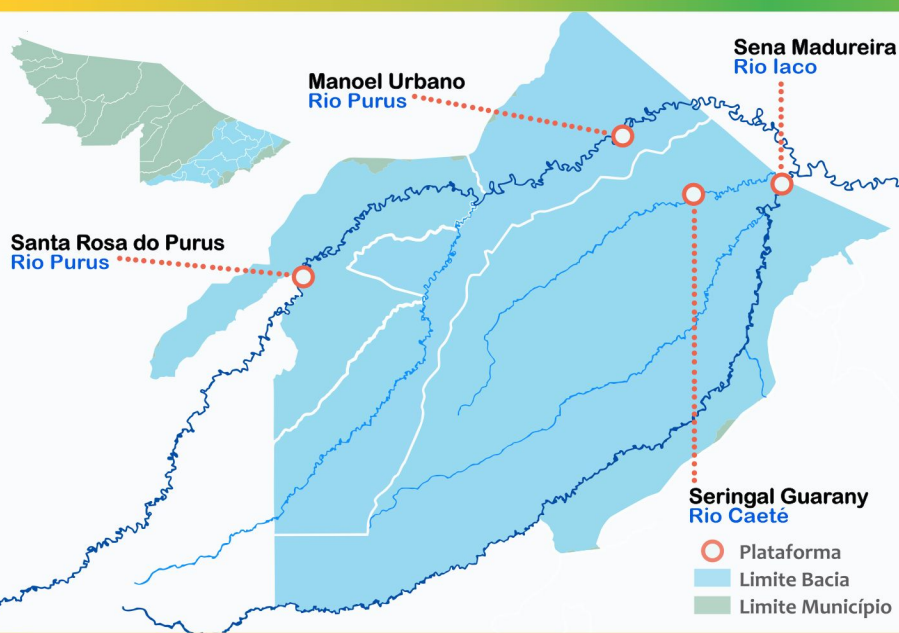 Sena Madureira
Rio Iaco
Manoel Urbano
Rio Purus
Santa Rosa do Purus
Rio Purus
Seringal Guarany
Rio Caeté
Plataforma
Limite Bacia
Limite Município